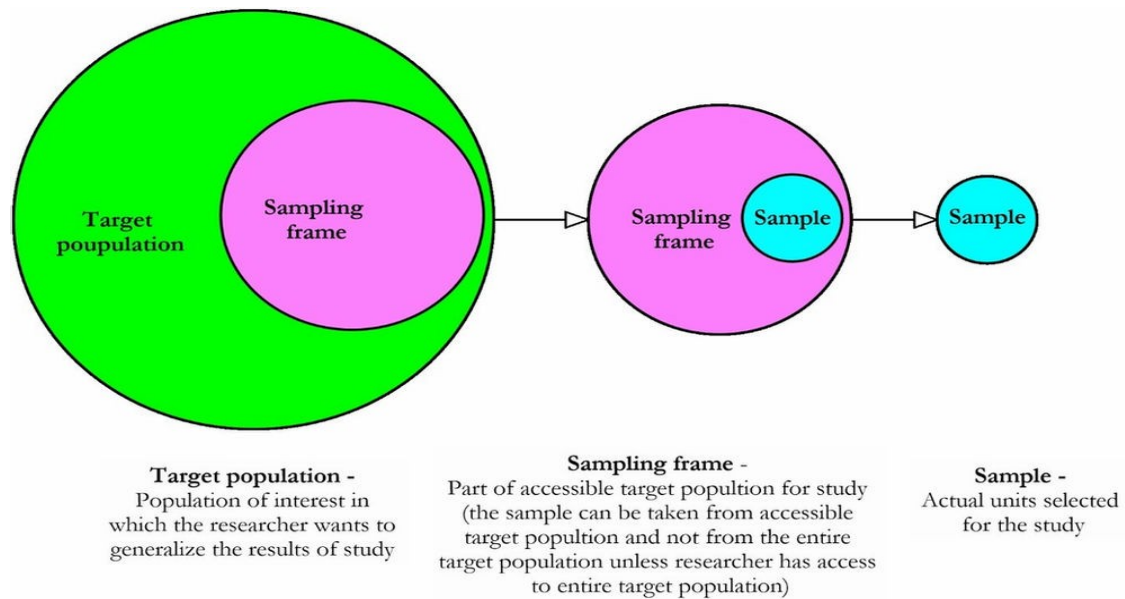 Target
poupulation
Sampling
frame
Sampling
frame
Sample
Sample
Target population -
Population of interest in
which the researcher wants to
generalize the results of study
Sampling frame -
Part of accessible target popultion for study
(the sample can be taken from accessible
target popultion and not from the entire
target population unless researcher has access
to entire target population)
Sample -
Actual units selected
for the study